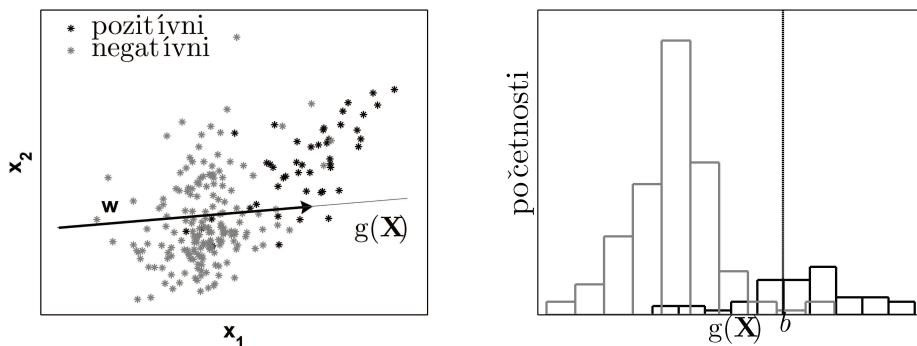 pozitívni
negatívni
x2
w
g(X)
x1
početnosti
g(X)
b